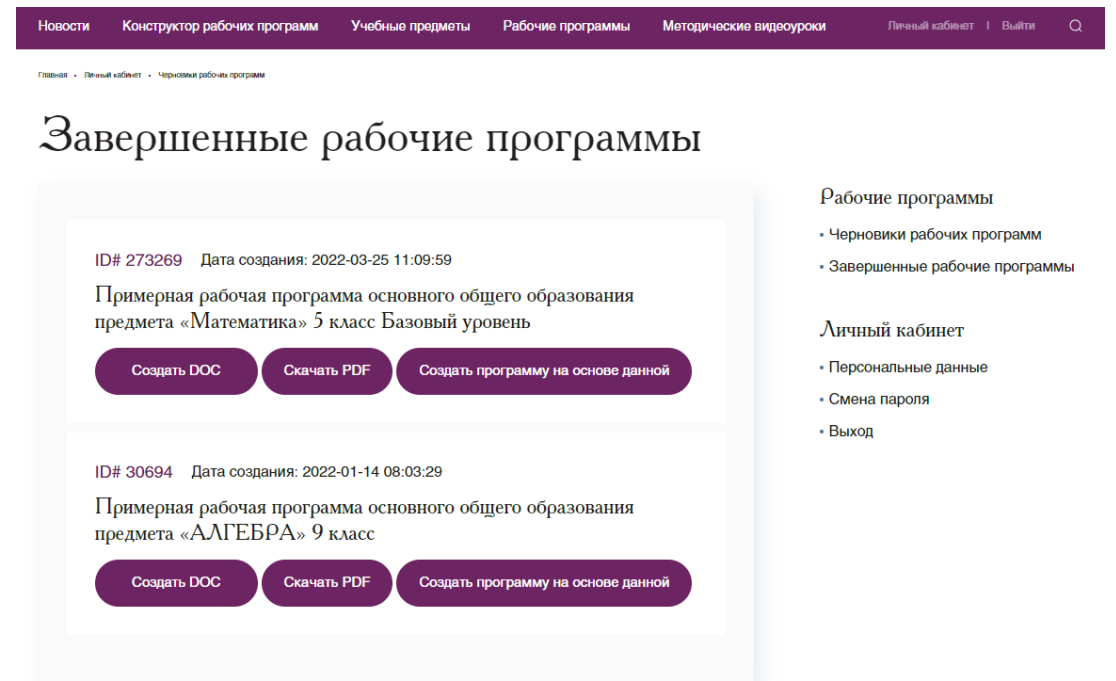 Новости Конструктор рабочих программ Учебные предметы Рабочие программы Методические видеоуроки Личный кабинет | Выйти
Главная • Личный кабинет • Черновики рабочих программ
Завершенные рабочие программы
ID# 273269 Дата создания: 2022-03-25 11:09:59
Примерная рабочая программа основного общего образования
предмета «Математика» 5 класс Базовый уровень
Создать DOC Скачать PDF Создать программу на основе данной
ID# 30694 Дата создания: 2022-01-14 08:03:29
Примерная рабочая программа основного общего образования
предмета «АЛГЕБРА» 9 класс
Создать DOC Скачать PDF Создать программу на основе данной
Рабочие программы
• Черновики рабочих программ
• Завершенные рабочие программы
Личный кабинет
• Персональные данные
• Смена пароля
• Выход